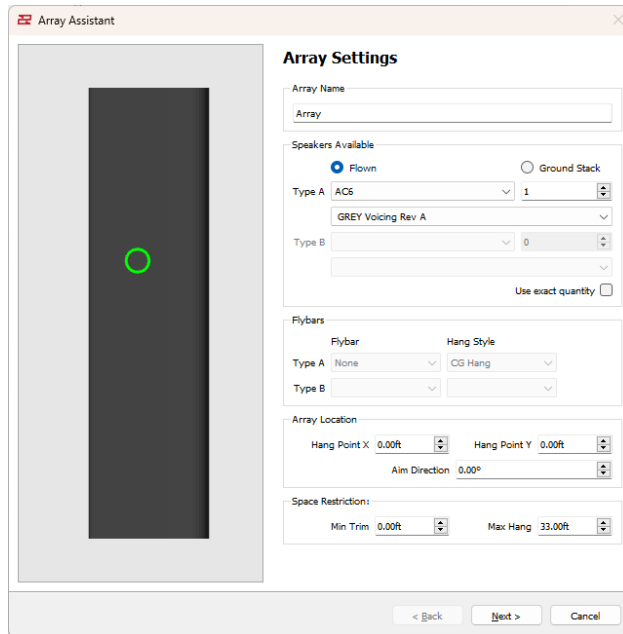 Array Assistant
Array Settings
Array Name
Array
Speakers Available
Flown Ground Stack
Type A AC6 1
GREY Voicing Rev A
Type B 0
Use exact quantity
Flybars
Flybar Hang Style
Type A None CG Hang
Type B
Array Location
Hang Point X 0.00ft Hang Point Y 0.00ft
Aim Direction 0.00º
Space Restriction:
Min Trim 0.00ft Max Hang 33.00ft
< Back Next > Cancel